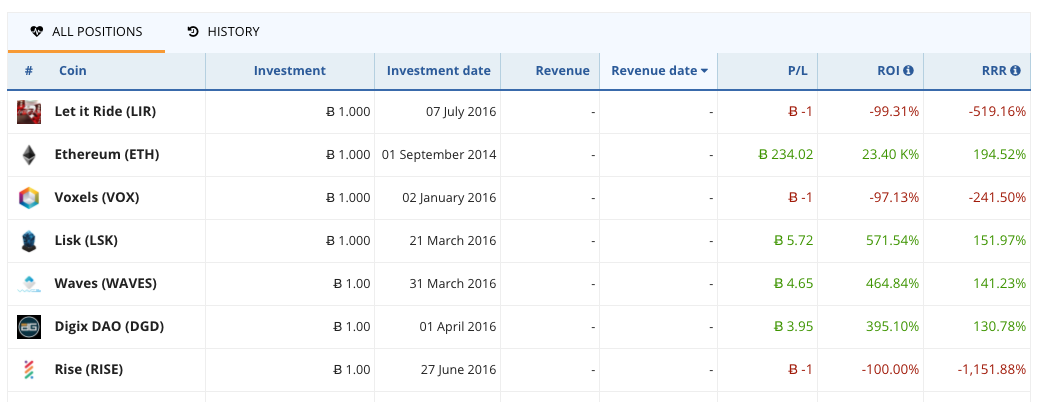 ALL POSITIONS HISTORY
# Coin Investment Investment date Revenue Revenue date P/L ROI RRR
Let it Ride (LIR) Ƀ 1.000 07 July 2016 - - Ƀ -1 -99.31% -519.16%
Ethereum (ETH) Ƀ 1.000 01 September 2014 - - Ƀ 234.02 23.40 K% 194.52%
Voxels (VOX) Ƀ 1.000 02 January 2016 - - Ƀ -1 -97.13% -241.50%
Lisk (LSK) Ƀ 1.000 21 March 2016 - - Ƀ 5.72 571.54% 151.97%
Waves (WAVES) Ƀ 1.00 31 March 2016 - - Ƀ 4.65 464.84% 141.23%
Digix DAO (DGD) Ƀ 1.00 01 April 2016 - - Ƀ 3.95 395.10% 130.78%
Rise (RISE) Ƀ 1.00 27 June 2016 - - Ƀ -1 -100.00% -1,151.88%